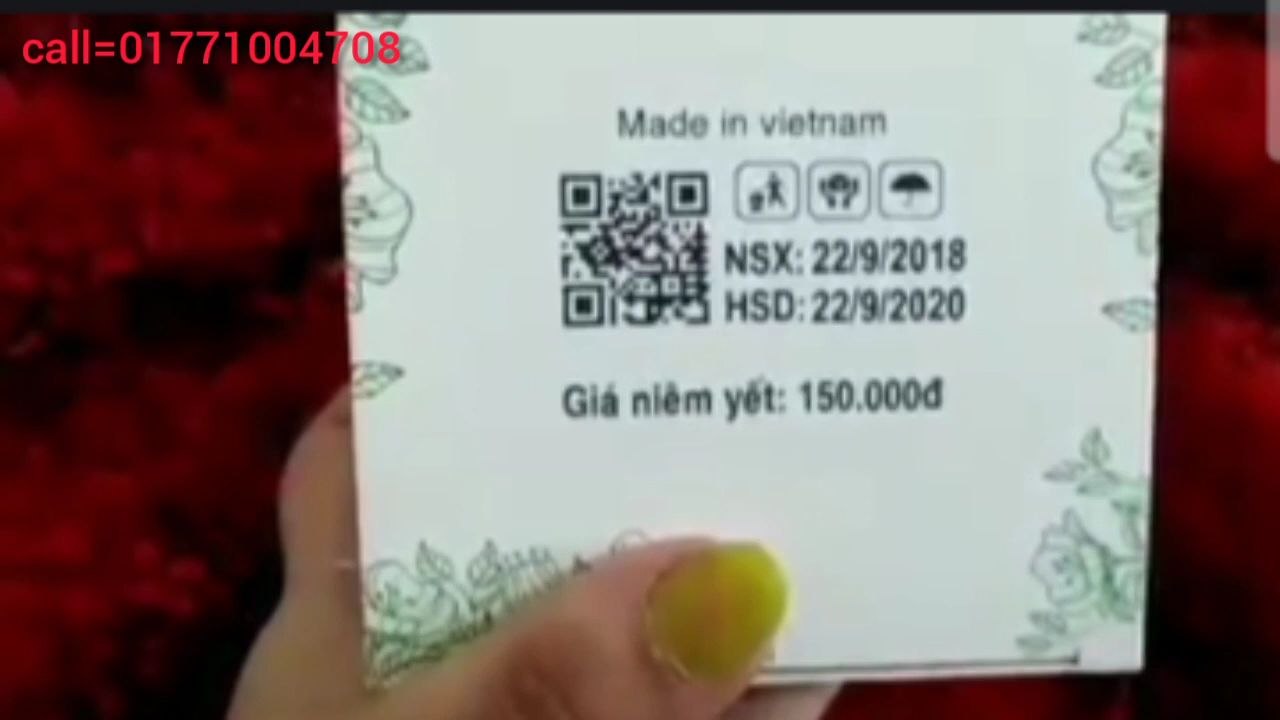 call=01771004708
Made in vietnam
NSX: 22/9/2018
HSD: 22/9/2020
Giá niêm yết: 150.000đ